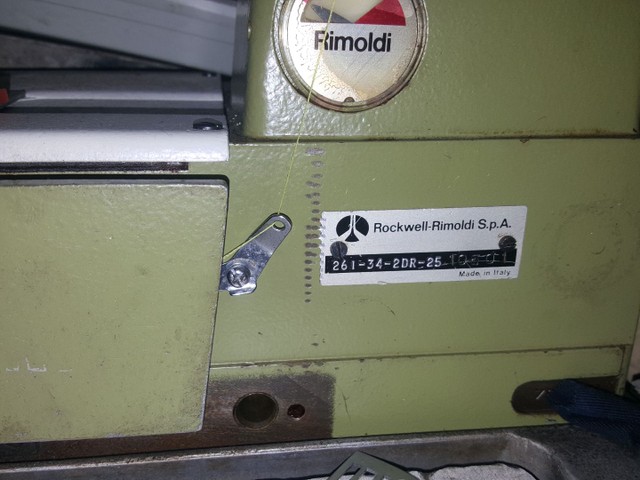 Rimoldi
Rockwell-Rimoldi S.p.A.
261-34-2DR-25
Made in Italy